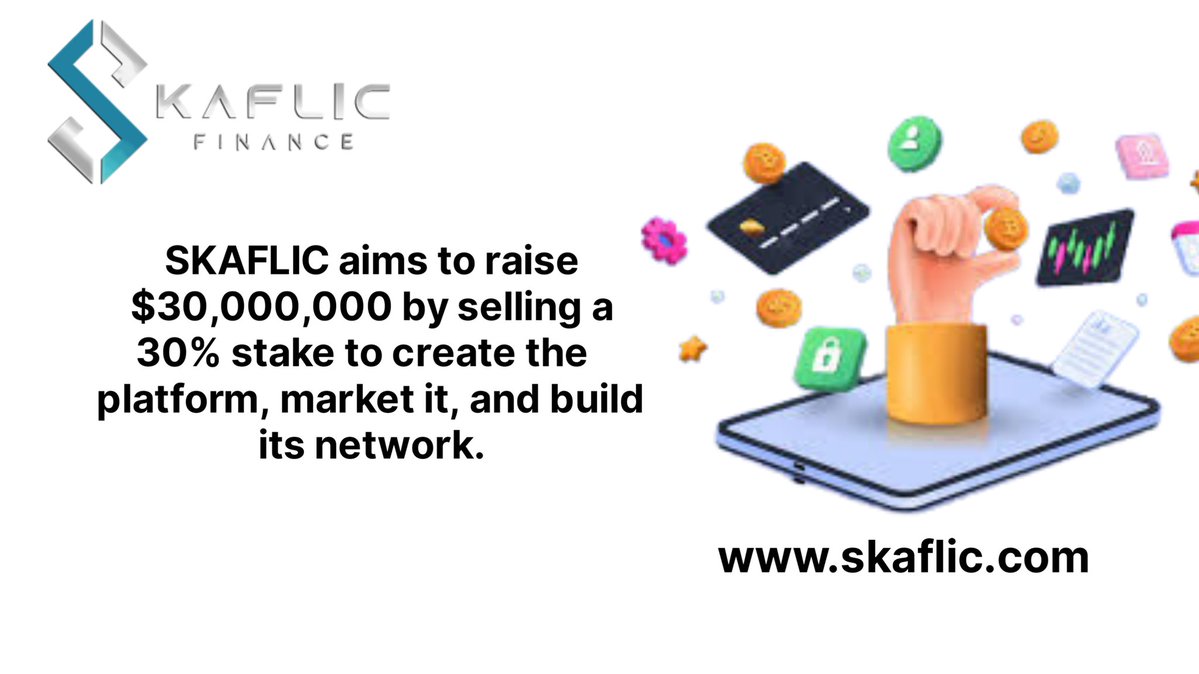 SKAFLIC
FINANCE
SKAFLIC aims to raise
$30,000,000 by selling a
30% stake to create the
platform, market it, and build
its network.
www.skaflic.com